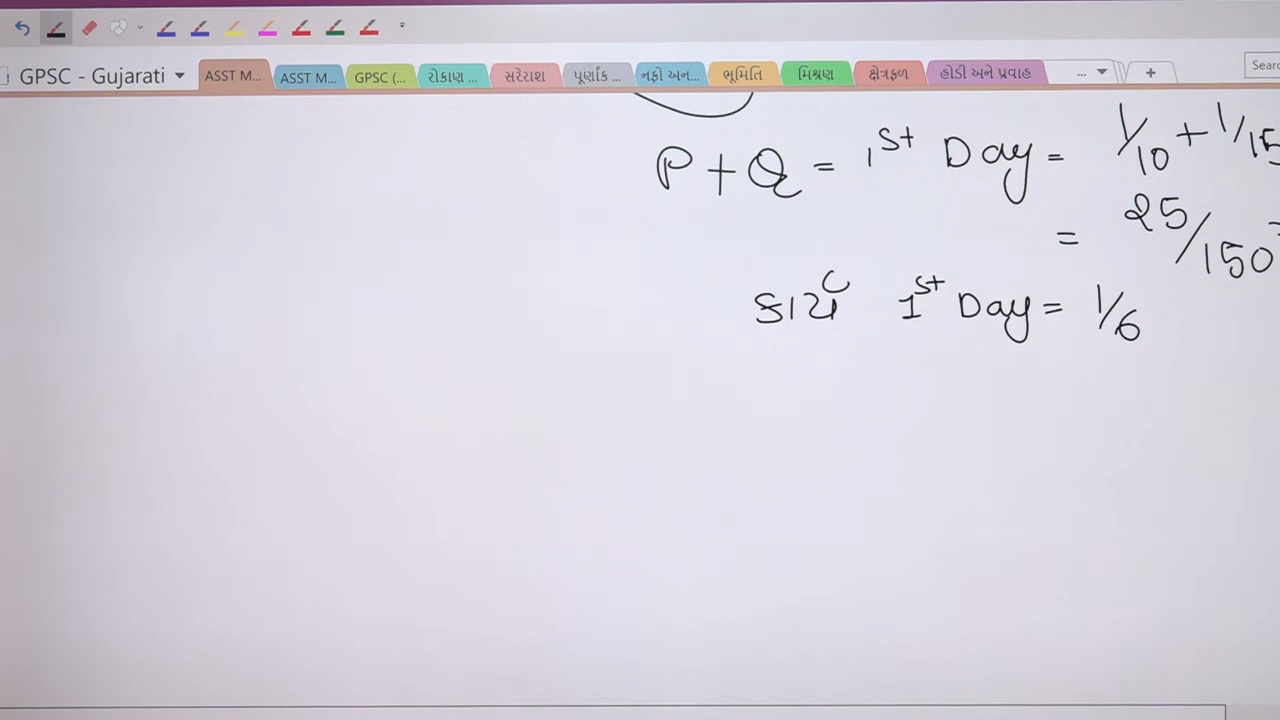 GPSC - Gujarati
ASST M... ASST M... GPSC (... રોકાણ ... સરેરાશ પૂર્ણાંક ... નફો અન... ભૂમિતિ મિશ્રણ ક્ષેત્રફળ હોડી અને પ્રવાહ ... +
P+Q = 1st Day = 1/10 + 1/15
= 25/150
કાર્ય 1st Day = 1/6